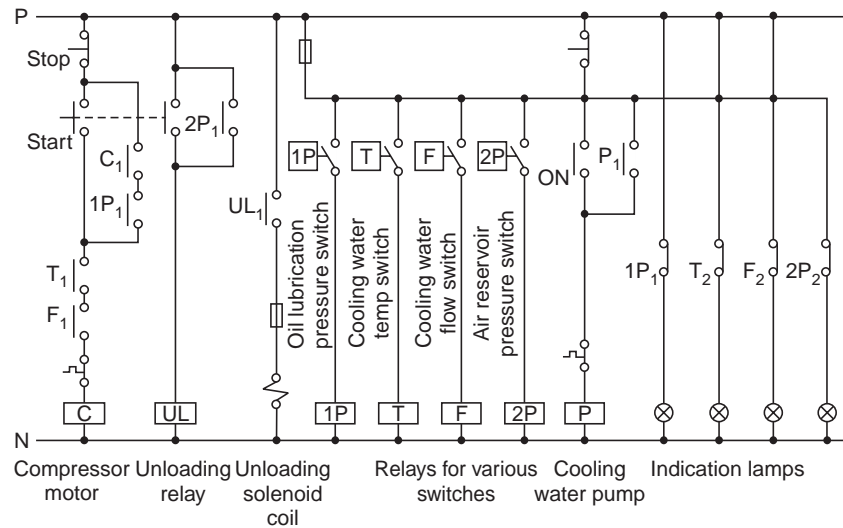 P
Stop
Start
2P1
C1
1P1
T1
F1
C
UL
UL1
1P
T
F
2P
Oil lubrication
pressure switch
Cooling water
temp switch
Cooling water
flow switch
Air reservoir
pressure switch
1P
T
F
2P
ON
P1
P
1P1
T2
F2
2P2
N
Compressor
motor
Unloading
relay
Unloading
solenoid
coil
Relays for various
switches
Cooling
water pump
Indication lamps